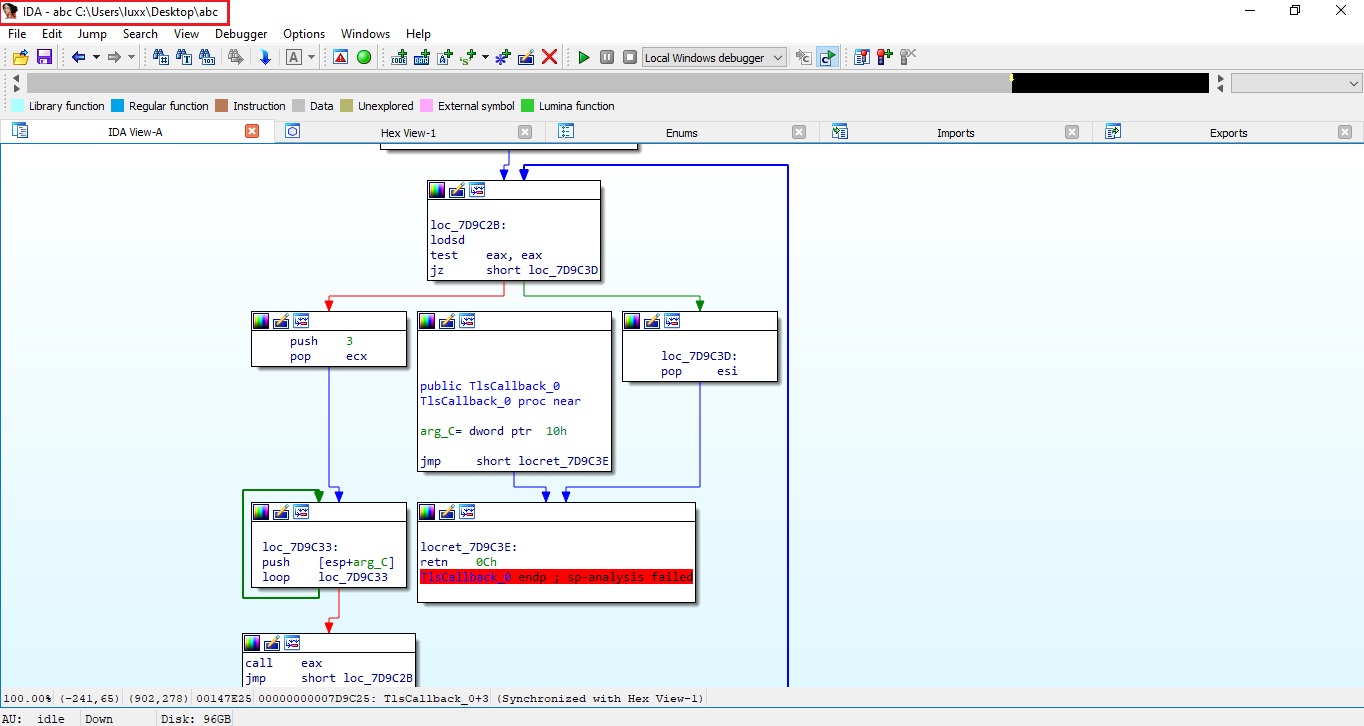 IDA - abc C:\Users\luxx\Desktop\abc
File Edit Jump Search View Debugger Options Windows Help
Local Windows debugger
Library function Regular function Instruction Data Unexplored External symbol Lumina function
IDA View-A Hex View-1 Enums Imports Exports
loc_7D9C2B:
lodsd
test eax, eax
jz short loc_7D9C3D
push 3
pop ecx
public TlsCallback_0
TlsCallback_0 proc near
arg_C= dword ptr 10h
jmp short locret_7D9C3E
loc_7D9C3D:
pop esi
loc_7D9C33:
push [esp+arg_C]
loop loc_7D9C33
locret_7D9C3E:
retn 0Ch
TlsCallback_0 endp ; sp-analysis failed
call eax
jmp short loc_7D9C2B
100.00% (-241,65) (902,278) 00147E25 00000000007D9C25: TlsCallback_0+3 (Synchronized with Hex View-1)
AU: idle Down Disk: 96GB